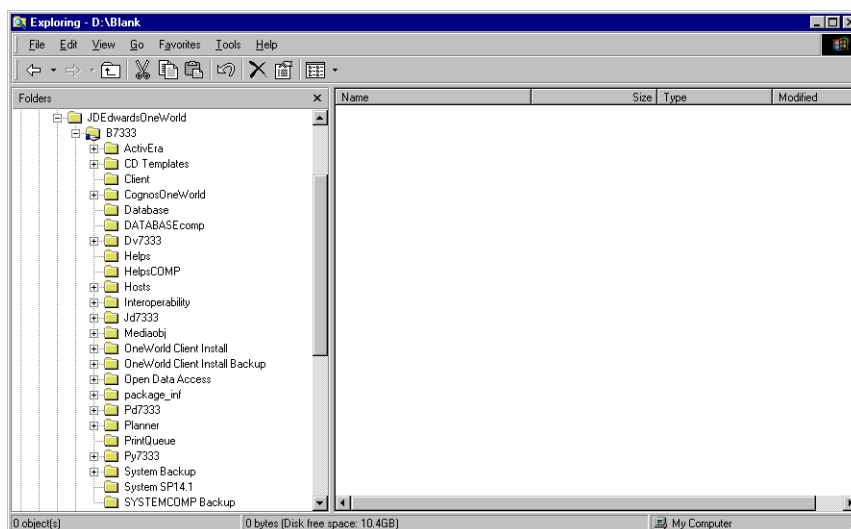 Exploring - D:\Blank
File Edit View Go Favorites Tools Help
Folders
Name Size Type Modified
JDEdwardsOneWorld
B7333
ActivEra
CD Templates
Client
CognosOneWorld
Database
DATABASEcomp
Dv7333
Helps
HelpsCOMP
Hosts
Interoperability
Jd7333
Mediaobj
OneWorld Client Install
OneWorld Client Install Backup
Open Data Access
package_inf
Pd7333
Planner
PrintQueue
Py7333
System Backup
System SP14.1
SYSTEMCOMP Backup
0 object(s) 0 bytes (Disk free space: 10.4GB) My Computer